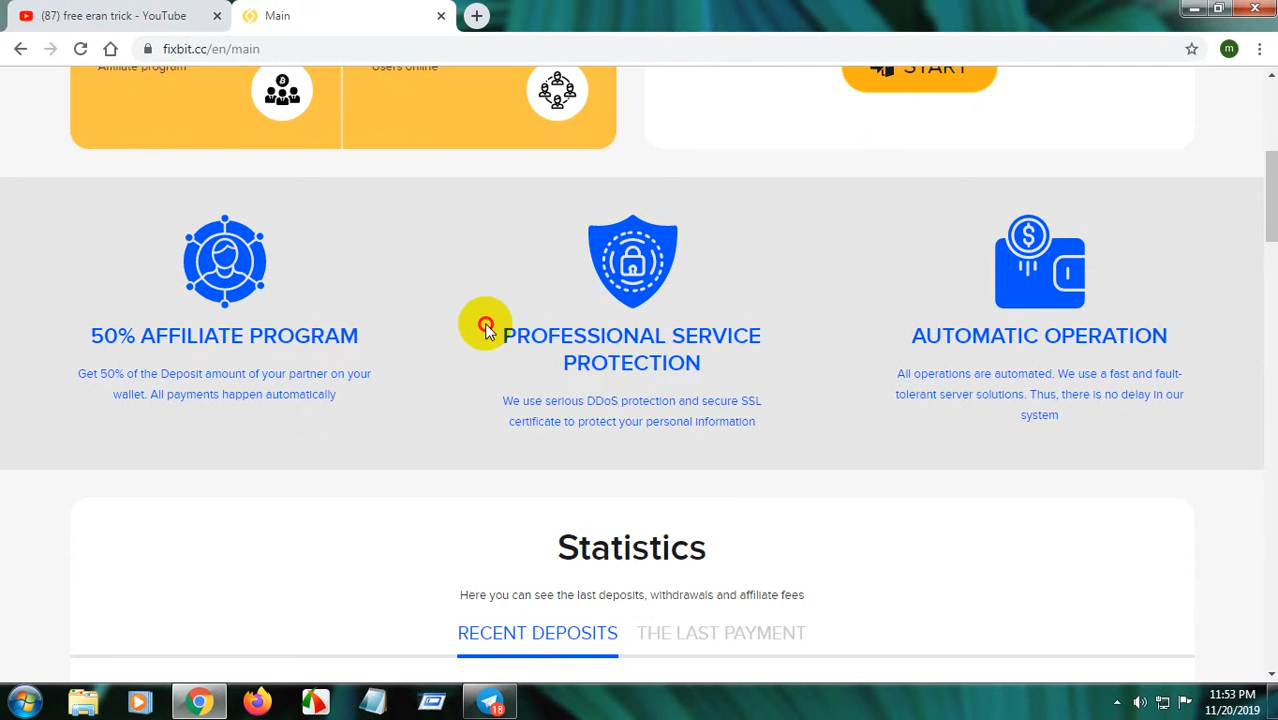 (87) free eran trick - YouTube
Main
fixbit.cc/en/main
m
Affiliate program
Users online
START
50% AFFILIATE PROGRAM
Get 50% of the Deposit amount of your partner on your
wallet. All payments happen automatically
PROFESSIONAL SERVICE
PROTECTION
We use serious DDoS protection and secure SSL
certificate to protect your personal information
AUTOMATIC OPERATION
All operations are automated. We use a fast and fault-
tolerant server solutions. Thus, there is no delay in our
system
Statistics
Here you can see the last deposits, withdrawals and affiliate fees
RECENT DEPOSITS
THE LAST PAYMENT
18
11:53 PM
11/20/2019